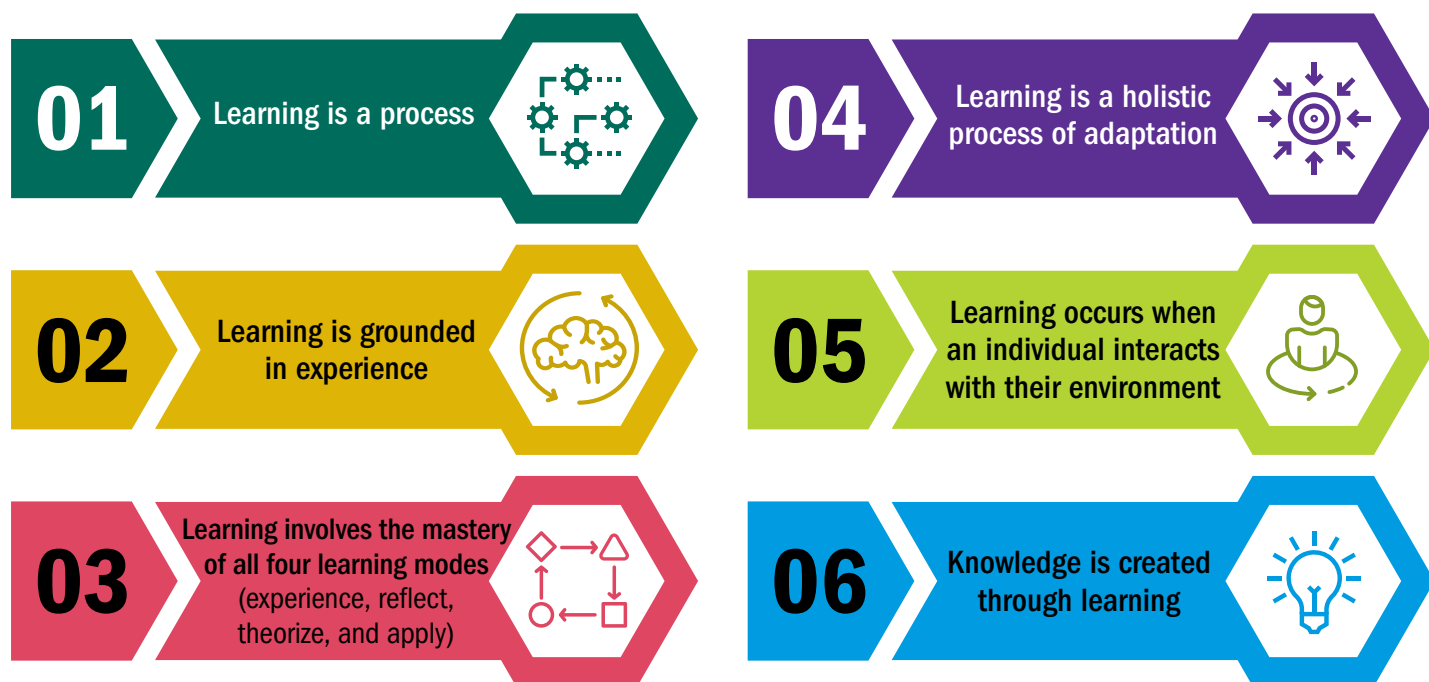 01
Learning is a process
02
Learning is grounded
in experience
03
Learning involves the mastery
of all four learning modes
(experience, reflect,
theorize, and apply)
04
Learning is a holistic
process of adaptation
05
Learning occurs when
an individual interacts
with their environment
06
Knowledge is created
through learning